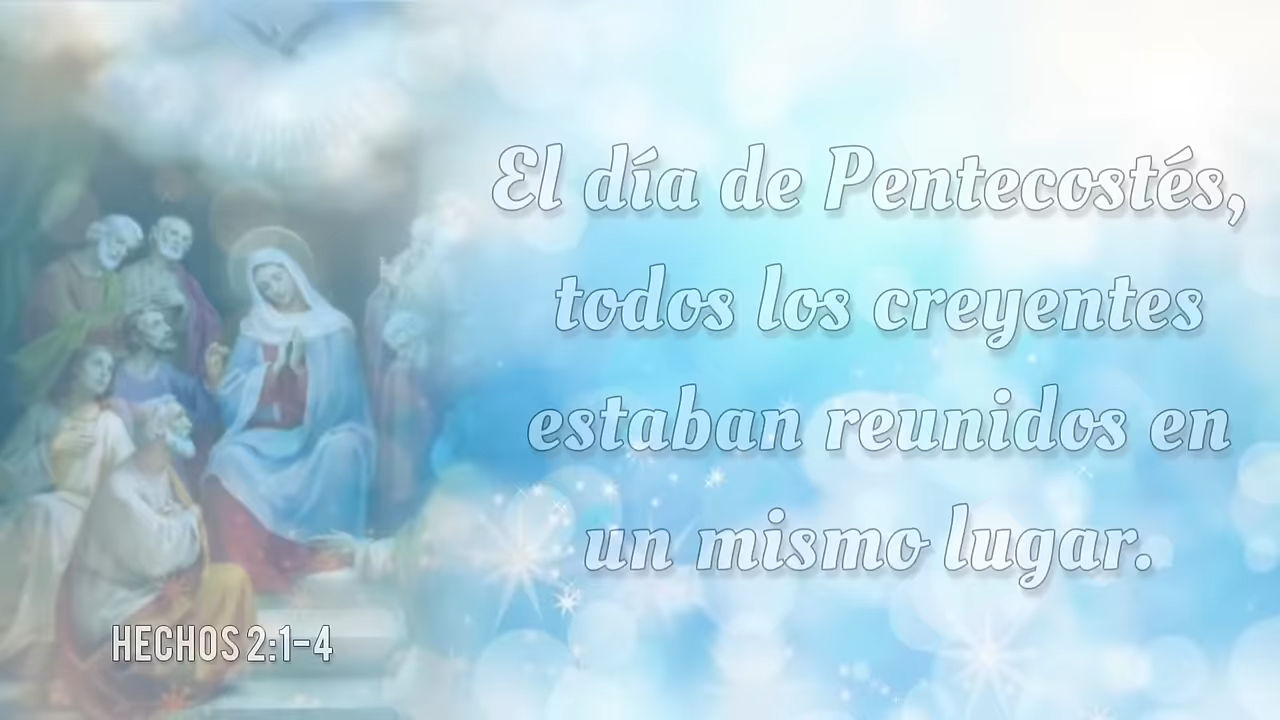 El día de Pentecostés,
todos los creyentes
estaban reunidos en
un mismo lugar.
HECHOS 2:1-4